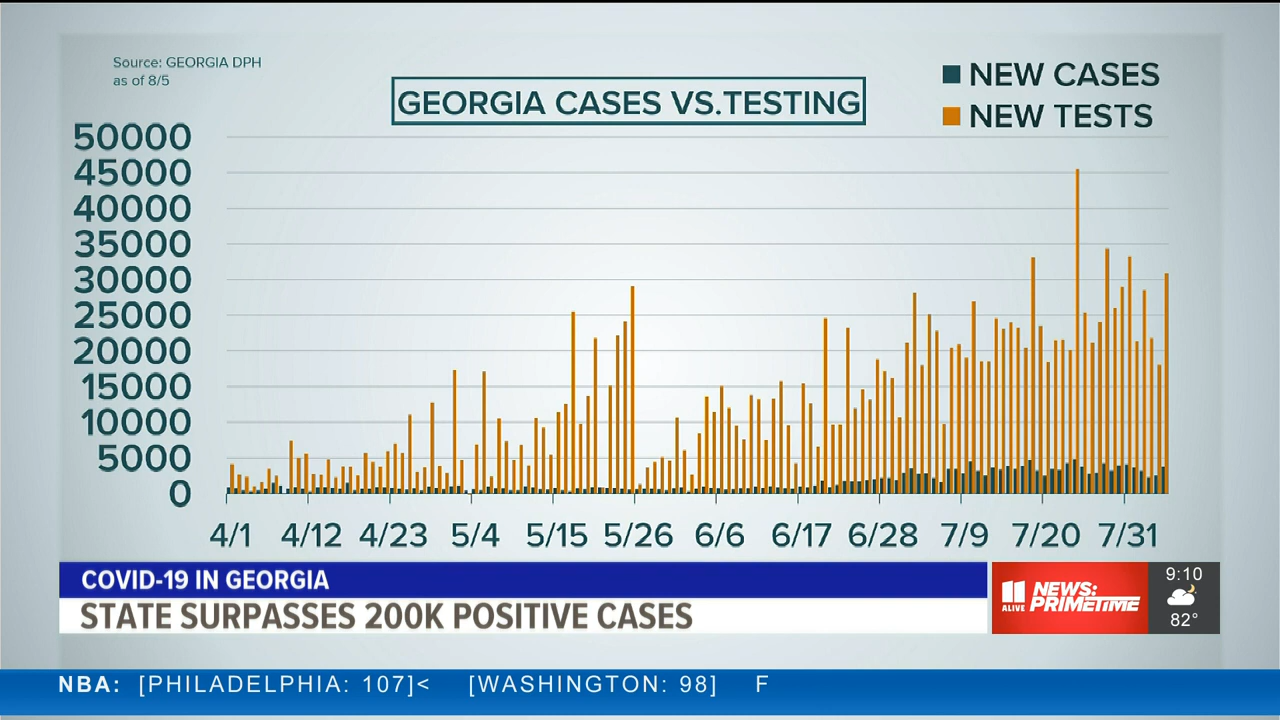 Source: GEORGIA DPH
as of 8/5
GEORGIA CASES VS.TESTING
NEW CASES
NEW TESTS
50000
45000
40000
35000
30000
25000
20000
15000
10000
5000
0
4/1 4/12 4/23 5/4 5/15 5/26 6/6 6/17 6/28 7/9 7/20 7/31
COVID-19 IN GEORGIA
STATE SURPASSES 200K POSITIVE CASES
11 ALIVE NEWS: PRIMETIME
9:10
82°
NBA: [PHILADELPHIA: 107]< [WASHINGTON: 98] F